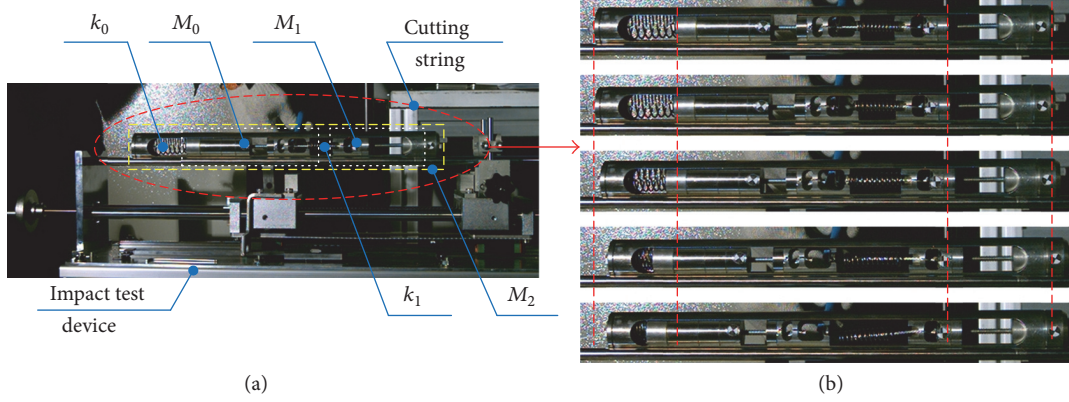 k₀
M₀
M₁
Cutting
string
Impact test
device
k₁
M₂
(a)
(b)